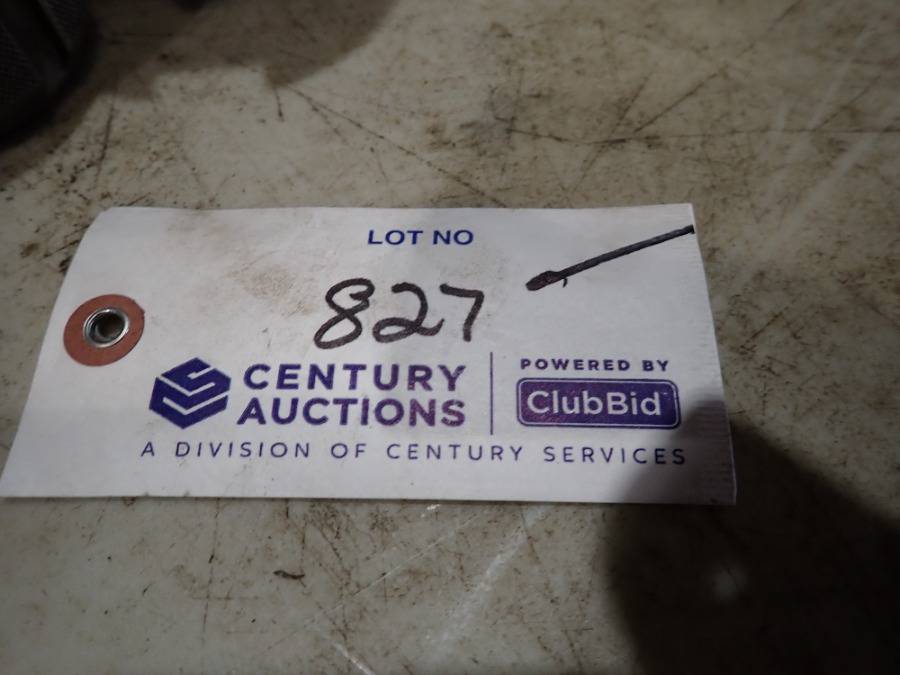 LOT NO
827
CENTURY
AUCTIONS
POWERED BY
ClubBid
A DIVISION OF CENTURY SERVICES